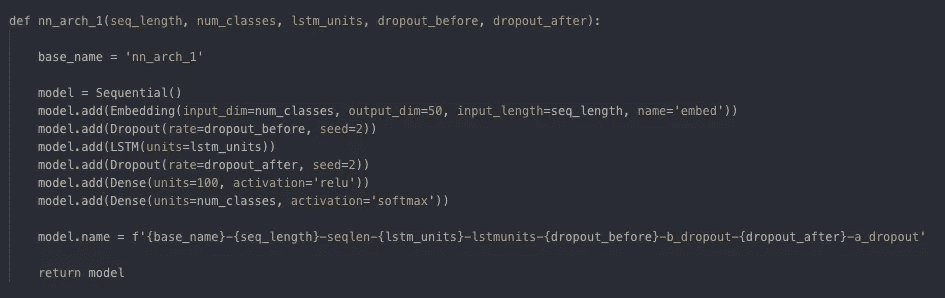 def nn_arch_1(seq_length, num_classes, lstm_units, dropout_before, dropout_after):
base_name = 'nn_arch_1'
model = Sequential()
model.add(Embedding(input_dim=num_classes, output_dim=50, input_length=seq_length, name='embed'))
model.add(Dropout(rate=dropout_before, seed=2))
model.add(LSTM(units=lstm_units))
model.add(Dropout(rate=dropout_after, seed=2))
model.add(Dense(units=100, activation='relu'))
model.add(Dense(units=num_classes, activation='softmax'))
model.name = f'{base_name}-{seq_length}-seqlen-{lstm_units}-lstmunits-{dropout_before}-b_dropout-{dropout_after}-a_dropout'
return model